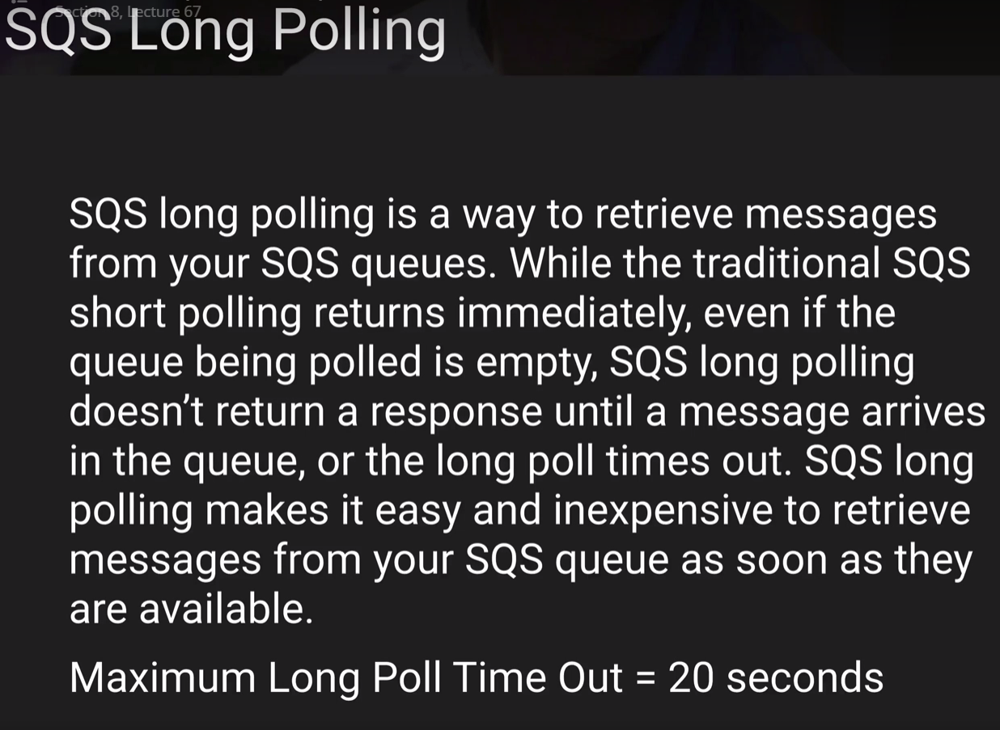 Section 8, Lecture 67
SQS Long Polling
SQS long polling is a way to retrieve messages
from your SQS queues. While the traditional SQS
short polling returns immediately, even if the
queue being polled is empty, SQS long polling
doesn’t return a response until a message arrives
in the queue, or the long poll times out. SQS long
polling makes it easy and inexpensive to retrieve
messages from your SQS queue as soon as they
are available.
Maximum Long Poll Time Out = 20 seconds